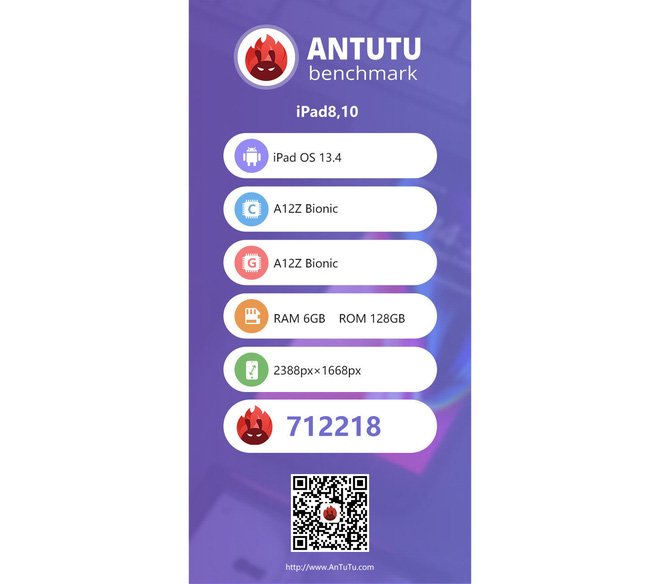 ANTUTU
benchmark
iPad8,10
iPad OS 13.4
C
A12Z Bionic
G
A12Z Bionic
RAM 6GB ROM 128GB
2388px×1668px
712218
http://www.AnTuTu.com